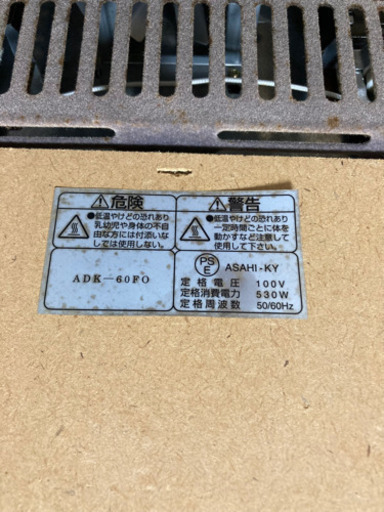 ⚠危険
●低温やけどの恐れあり
乳幼児や身体の不自
由な方には付添いな
しでは使用しない。
⚠警告
●低温やけどの恐れあり
一定時間ごとに体を
動かすなど注意して
使用して下さい。
ADK-60FO
PSE ASAHI-KY
定格電圧 100V
定格消費電力 530W
定格周波数 50/60Hz